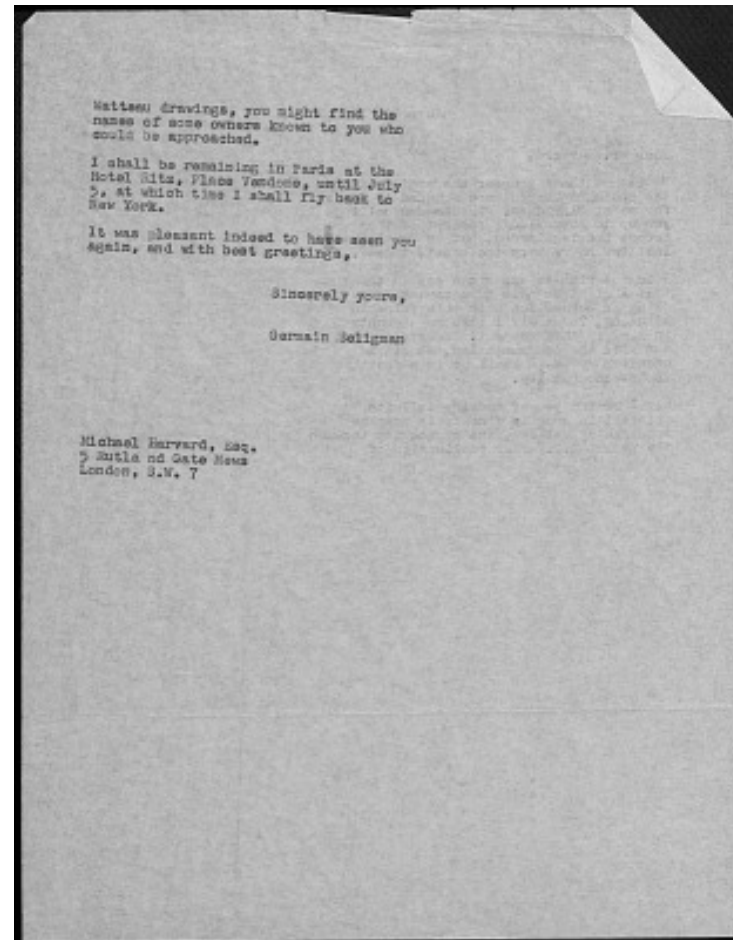 Watteau drawings, you might find the
names of some owners known to you who
could be approached.
I shall be remaining in Paris at the
Hotel Ritz, Place Vendome, until July
5, at which time I shall fly back to
New York.
It was pleasant indeed to have seen you
again, and with best greetings,
Sincerely yours,
Germain Seligman
Michael Harvard, Esq.
5 Rutla nd Gate Mews
London, S.W. 7